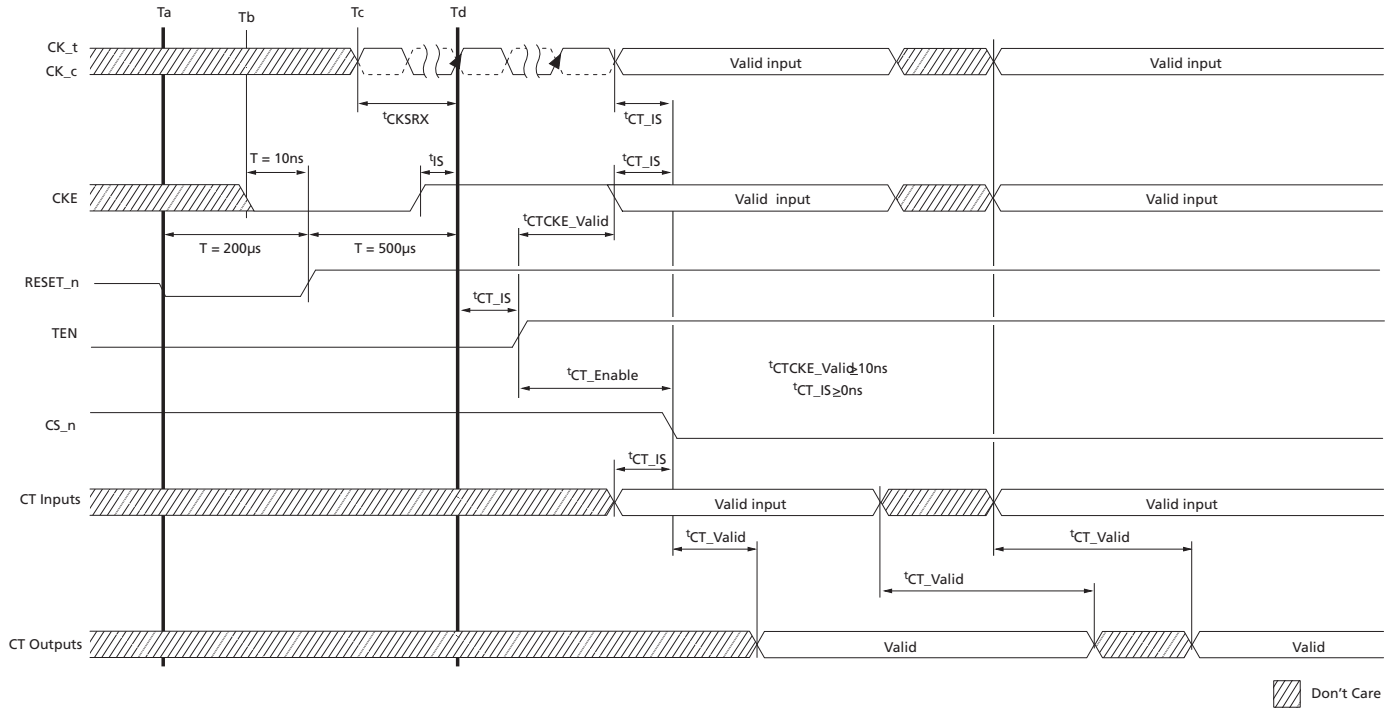 Ta
Tb
Tc
Td
CK_t
CK_c
Valid input
Valid input
tCKSRX
tCT_IS
T = 10ns
tIS
tCT_IS
CKE
Valid input
Valid input
tCTCKE_Valid
T = 200µs
T = 500µs
RESET_n
tCT_IS
TEN
tCT_Enable
tCTCKE_Valid≥10ns
tCT_IS≥0ns
CS_n
tCT_IS
CT Inputs
Valid input
Valid input
tCT_Valid
tCT_Valid
tCT_Valid
CT Outputs
Valid
Valid
Don't Care